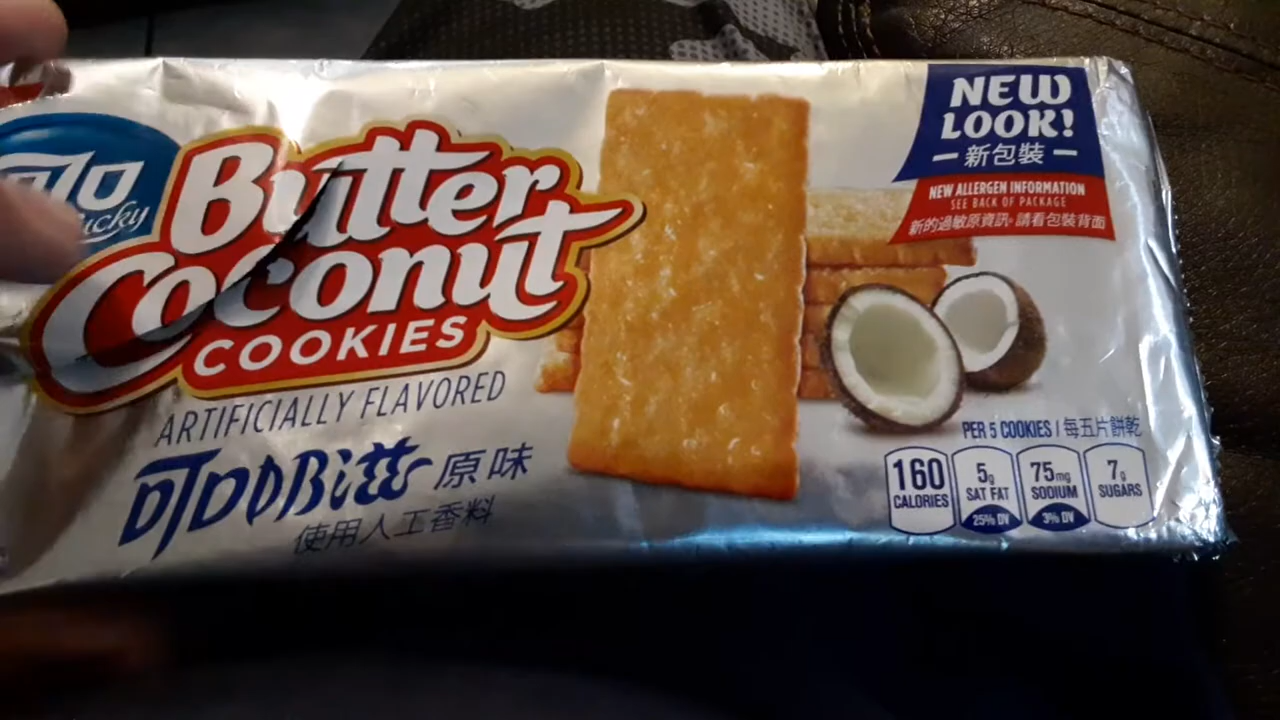 Butter
Coconut
COOKIES
ARTIFICIALLY FLAVORED
原味
使用人工香料
NEW
LOOK!
新包裝
NEW ALLERGEN INFORMATION
SEE BACK OF PACKAGE
新的過敏原資訊,請看包裝背面
PER 5 COOKIES / 每五片餅乾
160 CALORIES
5g SAT FAT 25% DV
75mg SODIUM 3% DV
7g SUGARS